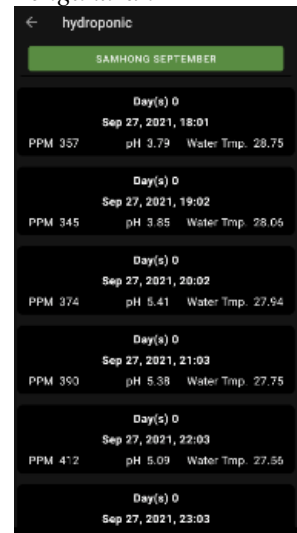 hydroponic
SAMHONG SEPTEMBER
Day(s) 0
Sep 27, 2021, 18:01
PPM 357 pH 3.79 Water Tmp. 28.75
Day(s) 0
Sep 27, 2021, 19:02
PPM 345 pH 3.85 Water Tmp. 28.06
Day(s) 0
Sep 27, 2021, 20:02
PPM 374 pH 5.41 Water Tmp. 27.94
Day(s) 0
Sep 27, 2021, 21:03
PPM 390 pH 5.38 Water Tmp. 27.75
Day(s) 0
Sep 27, 2021, 22:03
PPM 412 pH 5.09 Water Tmp. 27.56
Day(s) 0
Sep 27, 2021, 23:03